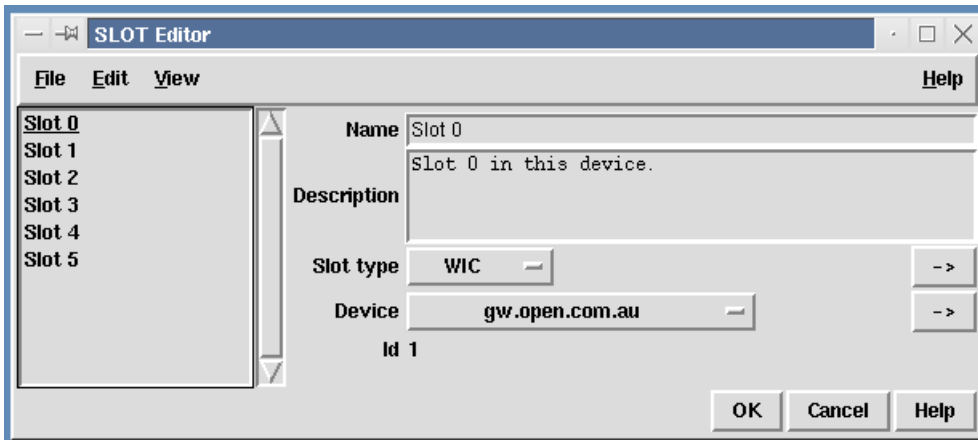 SLOT Editor
File Edit View Help
Slot 0
Slot 1
Slot 2
Slot 3
Slot 4
Slot 5
Name Slot 0
Description Slot 0 in this device.
Slot type WIC ->
Device gw.open.com.au ->
Id 1
OK Cancel Help